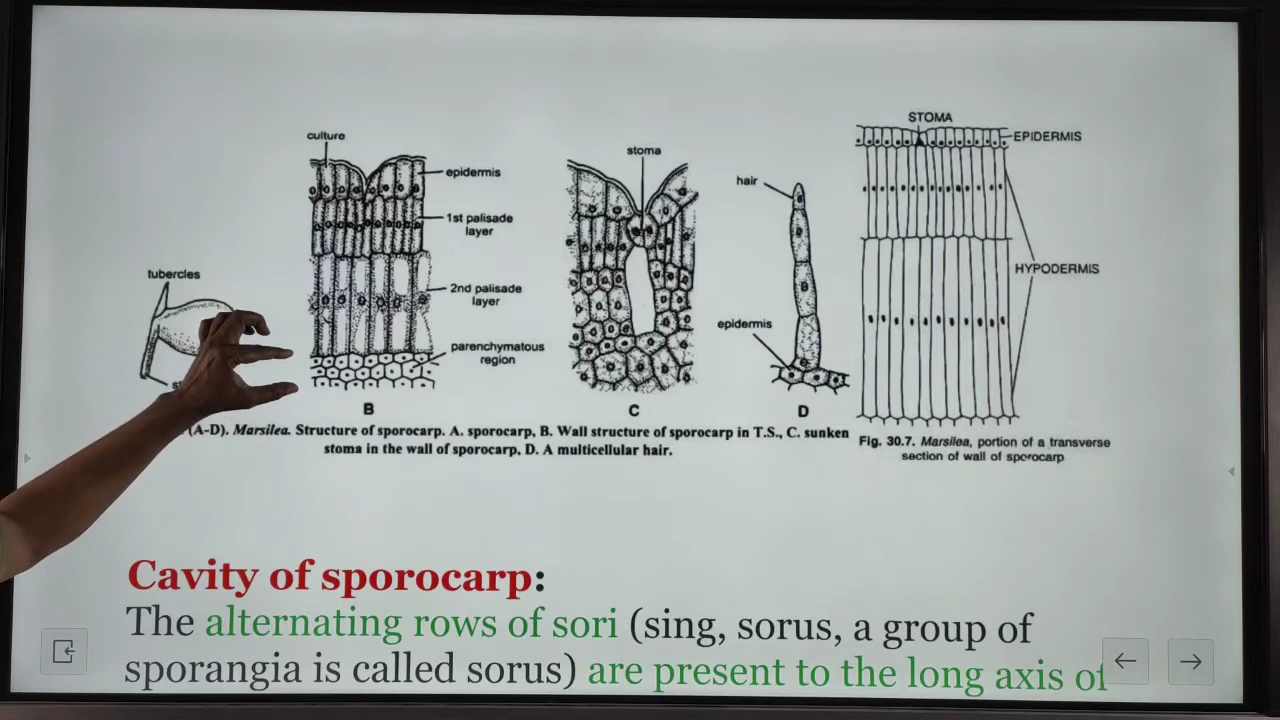 tubercles
culture
epidermis
1st palisade
layer
2nd palisade
layer
parenchymatous
region
B
stoma
C
hair
epidermis
D
STOMA
EPIDERMIS
HYPODERMIS
(A-D). Marsilea. Structure of sporocarp. A. sporocarp, B. Wall structure of sporocarp in T.S., C. sunken
stoma in the wall of sporocarp, D. A multicellular hair.
Fig. 30.7. Marsilea, portion of a transverse
section of wall of sporocarp
Cavity of sporocarp:
The alternating rows of sori (sing, sorus, a group of
sporangia is called sorus) are present to the long axis of